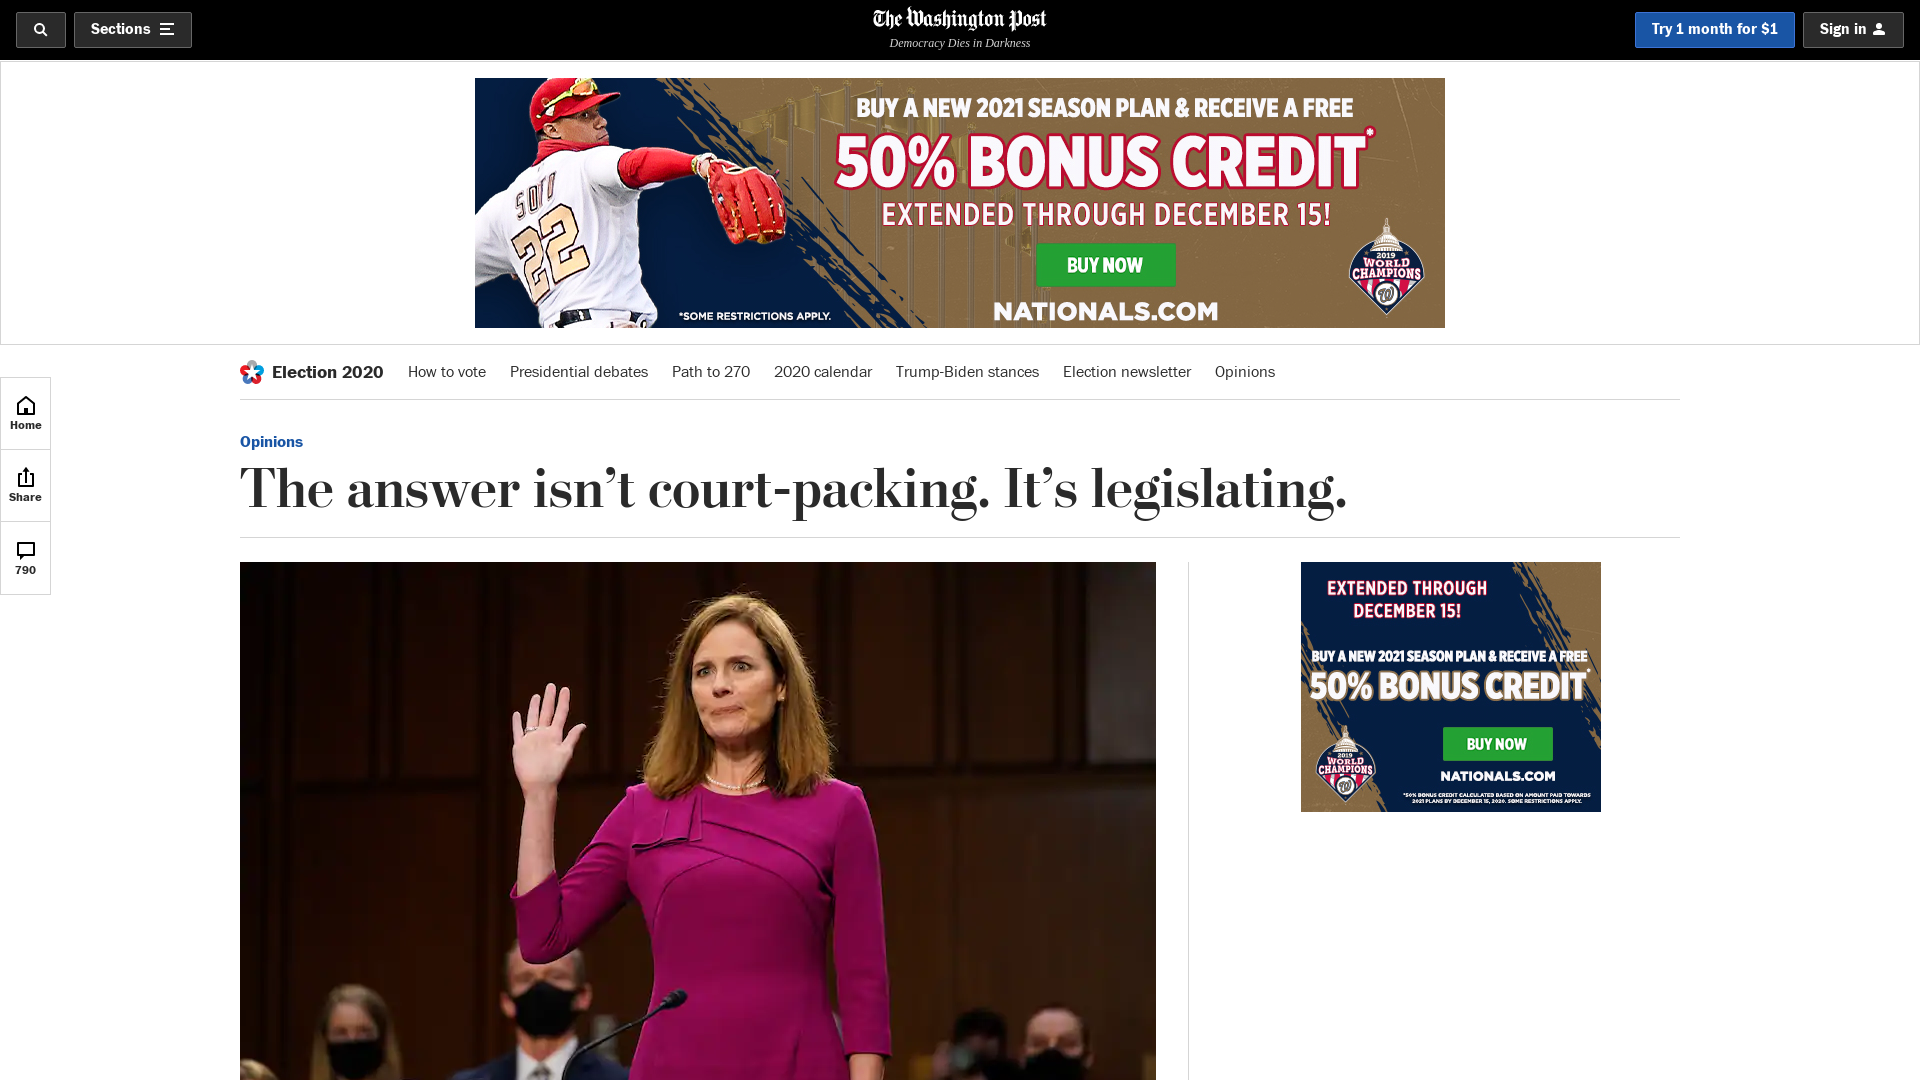 Sections
The Washington Post
Democracy Dies in Darkness
Try 1 month for $1
Sign in
BUY A NEW 2021 SEASON PLAN & RECEIVE A FREE
50% BONUS CREDIT*
EXTENDED THROUGH DECEMBER 15!
BUY NOW
NATIONALS.COM
*SOME RESTRICTIONS APPLY.
22
2019
WORLD
CHAMPIONS
W
Election 2020
How to vote
Presidential debates
Path to 270
2020 calendar
Trump-Biden stances
Election newsletter
Opinions
Home
Share
790
Opinions
The answer isn’t court-packing. It’s legislating.
EXTENDED THROUGH
DECEMBER 15!
BUY A NEW 2021 SEASON PLAN & RECEIVE A FREE
50% BONUS CREDIT*
BUY NOW
2019
WORLD
CHAMPIONS
W
NATIONALS.COM
*50% BONUS CREDIT CALCULATED BASED ON AMOUNT PAID TOWARDS
2021 PLANS BY DECEMBER 15, 2020. SOME RESTRICTIONS APPLY.